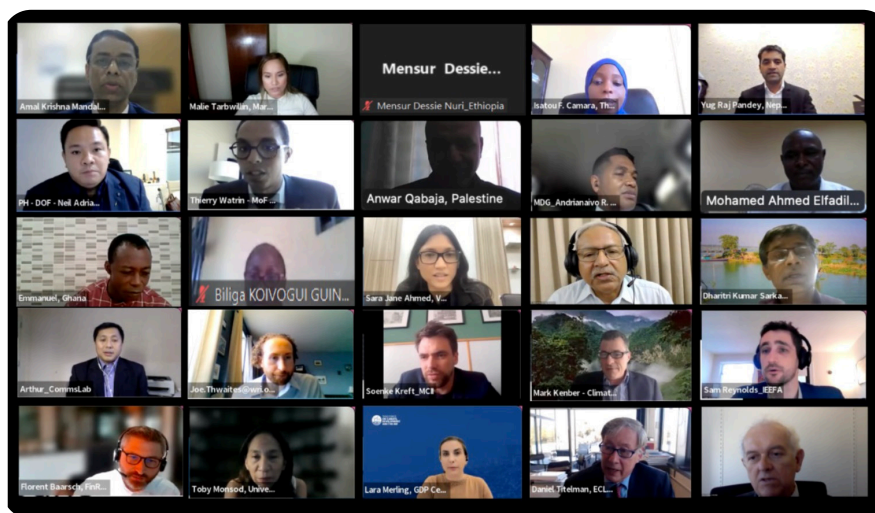 Amal Krishna Mandal...
Malie Tarbwilin, Mar...
Mensur Dessie...
Mensur Dessie Nuri_Ethiopia
Isatou F. Camara, Th...
Yug Raj Pandey, Nep...
PH - DOF - Neil Adria...
Thierry Watrin - MoF ...
Anwar Qabaja, Palestine
MDG_Andrianaivo R. ...
Mohamed Ahmed Elfadil...
Emmanuel, Ghana
Biliga KOIVOGUI GUIN...
Sara Jane Ahmed, V...
Dharitri Kumar Sarka...
Arthur_CommsLab
Joe.Thwaites@wri.o...
Soenke Kreft_MCII
Mark Kenber - Climat...
Sam Reynolds_IEEFA
Florent Baarsch, FinR...
Toby Monsod, Unive...
Lara Merling, GDP Ce...
Daniel Titelman, ECL...